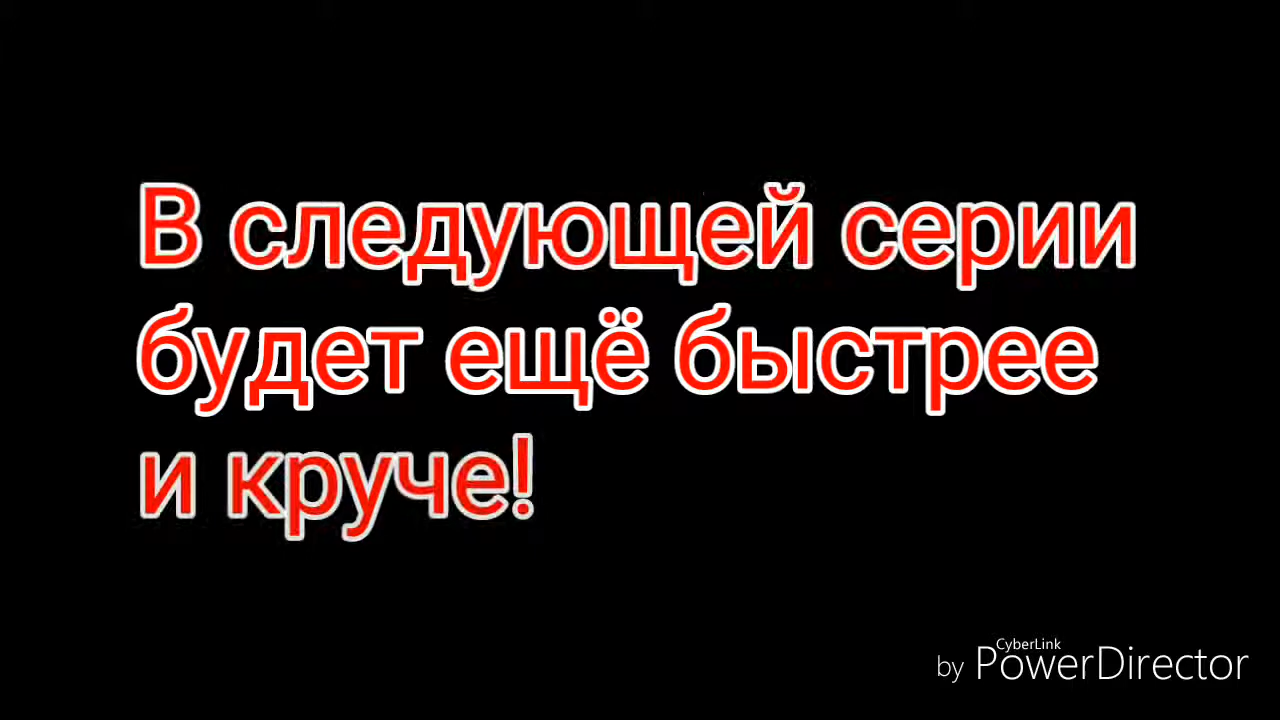 В следующей серии
будет ещё быстрее
и круче!
CyberLink
by PowerDirector